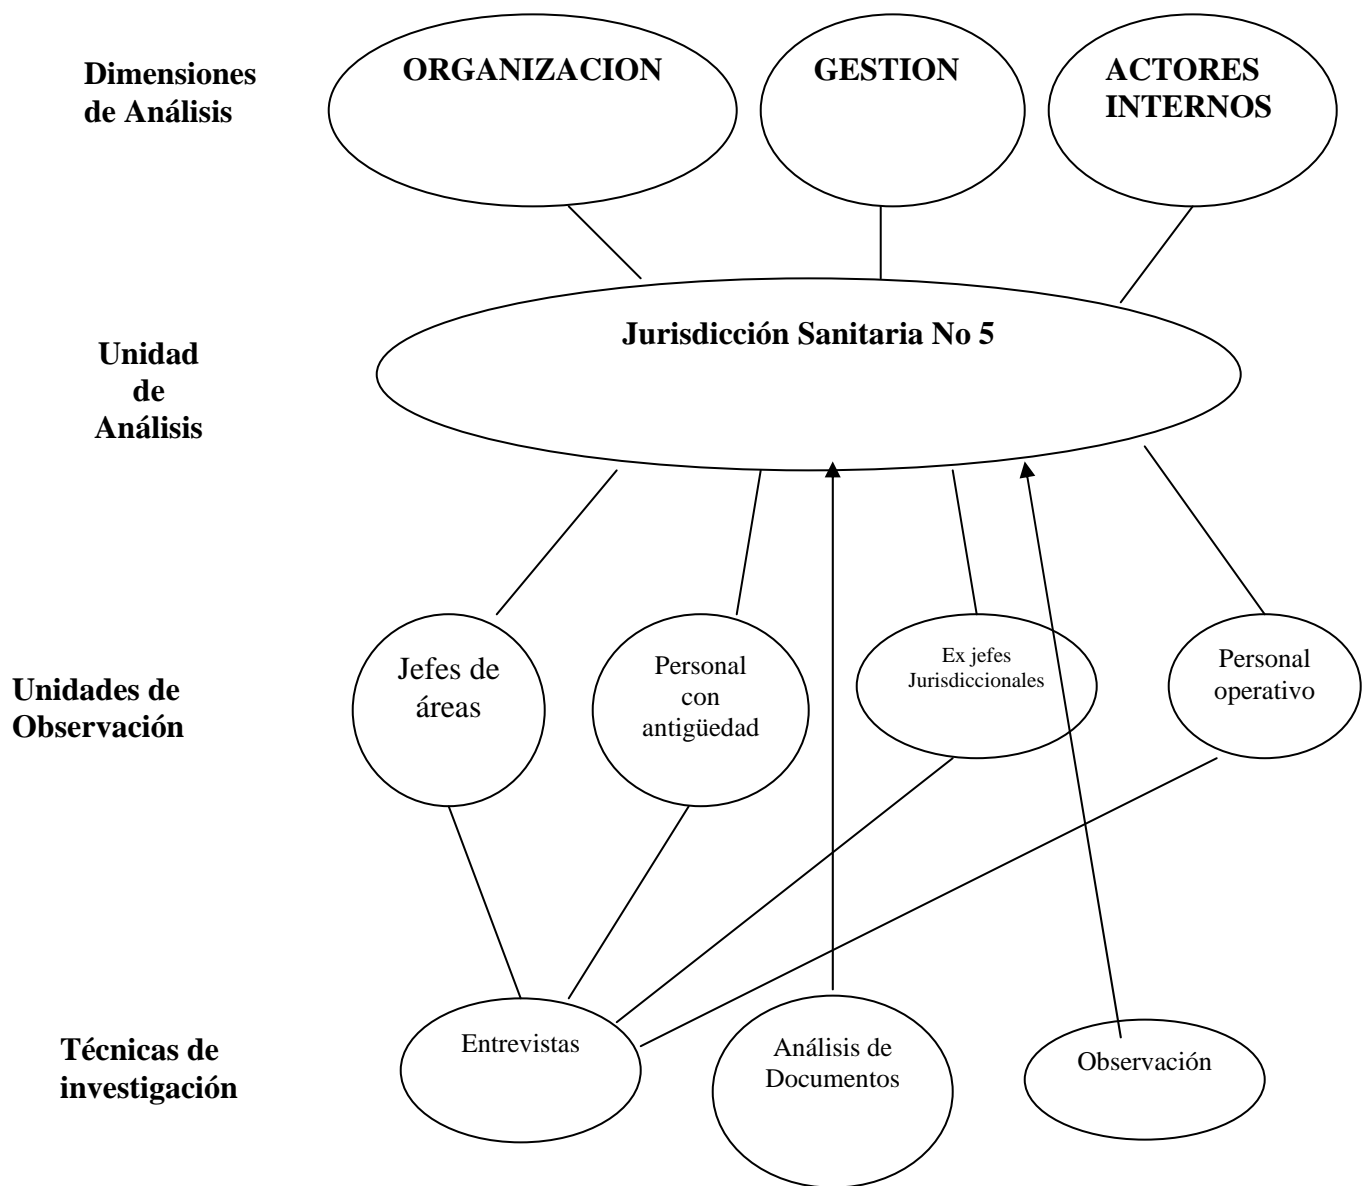 Dimensiones
de Análisis
ORGANIZACION
GESTION
ACTORES
INTERNOS
Unidad
de
Análisis
Jurisdicción Sanitaria No 5
Unidades de
Observación
Jefes de
áreas
Personal
con
antigüedad
Ex jefes
Jurisdiccionales
Personal
operativo
Técnicas de
investigación
Entrevistas
Análisis de
Documentos
Observación